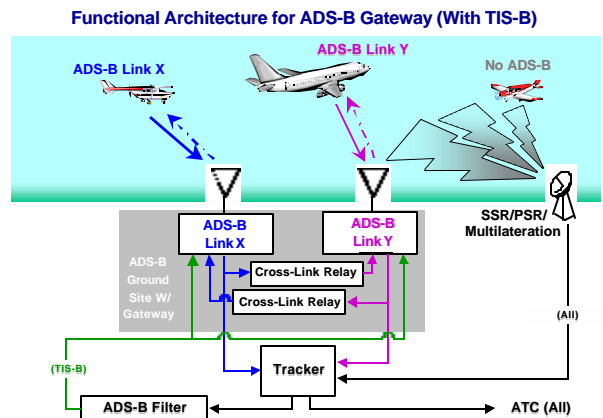 Functional Architecture for ADS-B Gateway (With TIS-B)
ADS-B Link X
ADS-B Link Y
No ADS-B
ADS-B
Link X
ADS-B
Link Y
SSR/PSR/
Multilateration
ADS-B
Ground
Site W/
Gateway
Cross-Link Relay
Cross-Link Relay
(All)
(TIS-B)
Tracker
ADS-B Filter
ATC (All)